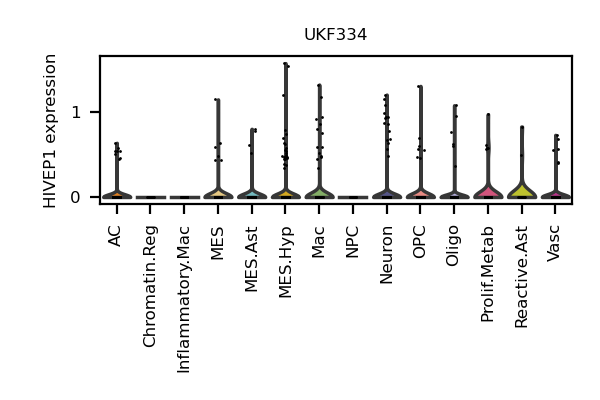 UKF334
HIVEP1 expression
1
0
AC
Chromatin.Reg
Inflammatory.Mac
MES
MES.Ast
MES.Hyp
Mac
NPC
Neuron
OPC
Oligo
Prolif.Metab
Reactive.Ast
Vasc